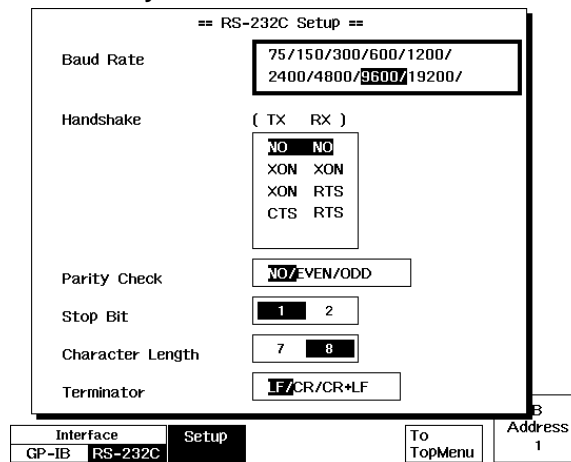 == RS-232C Setup ==
Baud Rate
75/150/300/600/1200/
2400/4800/9600/19200/
Handshake
( TX RX )
NO NO
XON XON
XON RTS
CTS RTS
Parity Check
NO/EVEN/ODD
Stop Bit
1 2
Character Length
7 8
Terminator
LF/CR/CR+LF
Interface
GP-IB RS-232C
Setup
To
TopMenu
B
Address
1